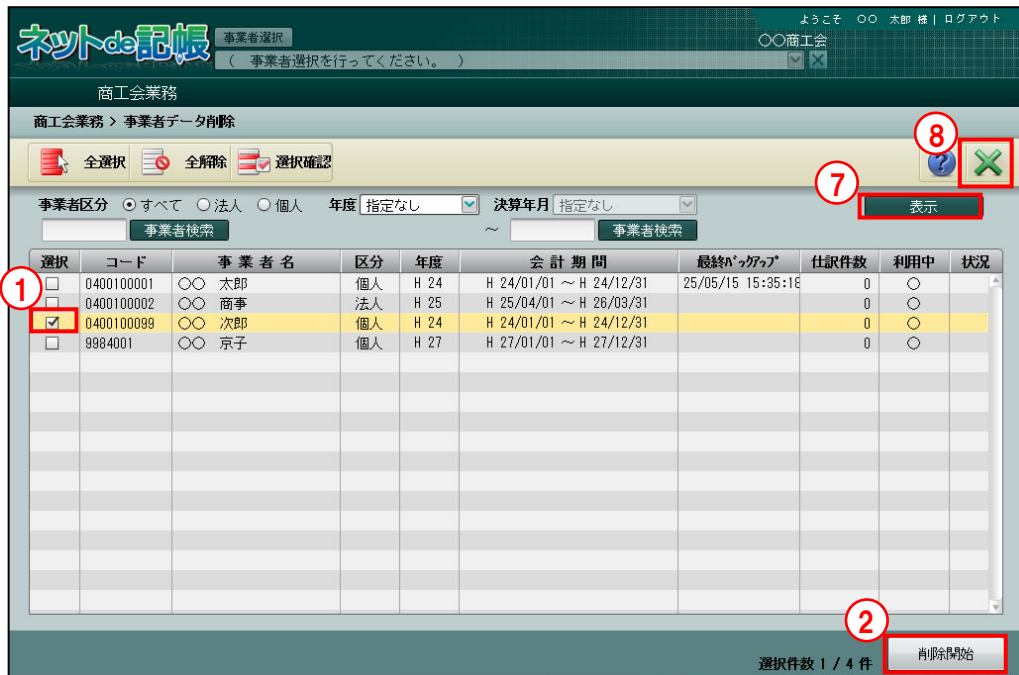 ようこそ 〇〇 太郎 様 | ログアウト
ネットde記帳 事業者選択 〇〇商工会
( 事業者選択を行ってください。 )
商工会業務
商工会業務 > 事業者データ削除
8
全選択 全解除 選択確認 ?
7
事業者区分 すべて 法人 個人 年度 指定なし 決算年月 指定なし 表示
事業者検索 ～ 事業者検索
選択 コード 事業者名 区分 年度 会計期間 最終ﾊﾞｯｸｱｯﾌﾟ 仕訳件数 利用中 状況
1
0400100001 〇〇 太郎 個人 H 24 H 24/01/01 ～ H 24/12/31 25/05/15 15:35:18 0 ○
0400100002 〇〇 商事 法人 H 25 H 25/04/01 ～ H 26/03/31 0 ○
0400100099 〇〇 次郎 個人 H 24 H 24/01/01 ～ H 24/12/31 0 ○
9984001 〇〇 京子 個人 H 27 H 27/01/01 ～ H 27/12/31 0 ○
2
選択件数 1 / 4 件 削除開始